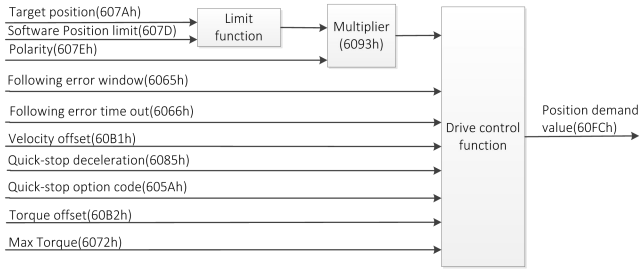 Target position(607Ah)
Software Position limit(607D)
Polarity(607Eh)
Limit
function
Multiplier
(6093h)
Following error window(6065h)
Following error time out(6066h)
Velocity offset(60B1h)
Quick-stop deceleration(6085h)
Quick-stop option code(605Ah)
Torque offset(60B2h)
Max Torque(6072h)
Drive control
function
Position demand
value(60FCh)